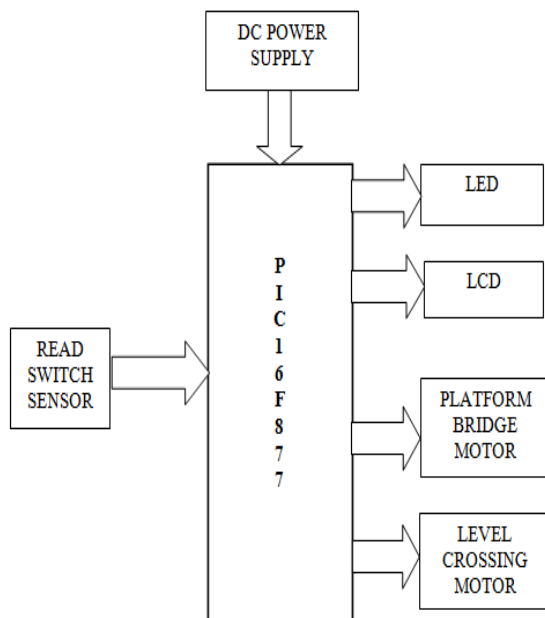 DC POWER
SUPPLY
LED
P
I
C
1
6
F
8
7
7
LCD
READ
SWITCH
SENSOR
PLATFORM
BRIDGE
MOTOR
LEVEL
CROSSING
MOTOR